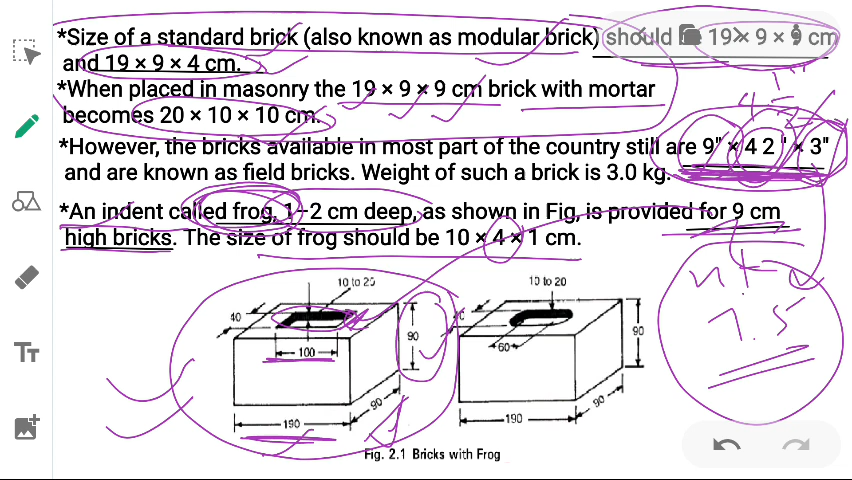 *Size of a standard brick (also known as modular brick) should 19 × 9 × 9 cm
and 19 × 9 × 4 cm.
*When placed in masonry the 19 × 9 × 9 cm brick with mortar
becomes 20 × 10 × 10 cm.
*However, the bricks available in most part of the country still are 9" × 4 2 " × 3"
and are known as field bricks. Weight of such a brick is 3.0 kg.
*An indent called frog, 1–2 cm deep, as shown in Fig, is provided for 9 cm
high bricks. The size of frog should be 10 × 4 × 1 cm.
10 to 20 10 to 20
40
90 90
100 60
90 90
190 190
7.5
Fig. 2.1 Bricks with Frog
TT